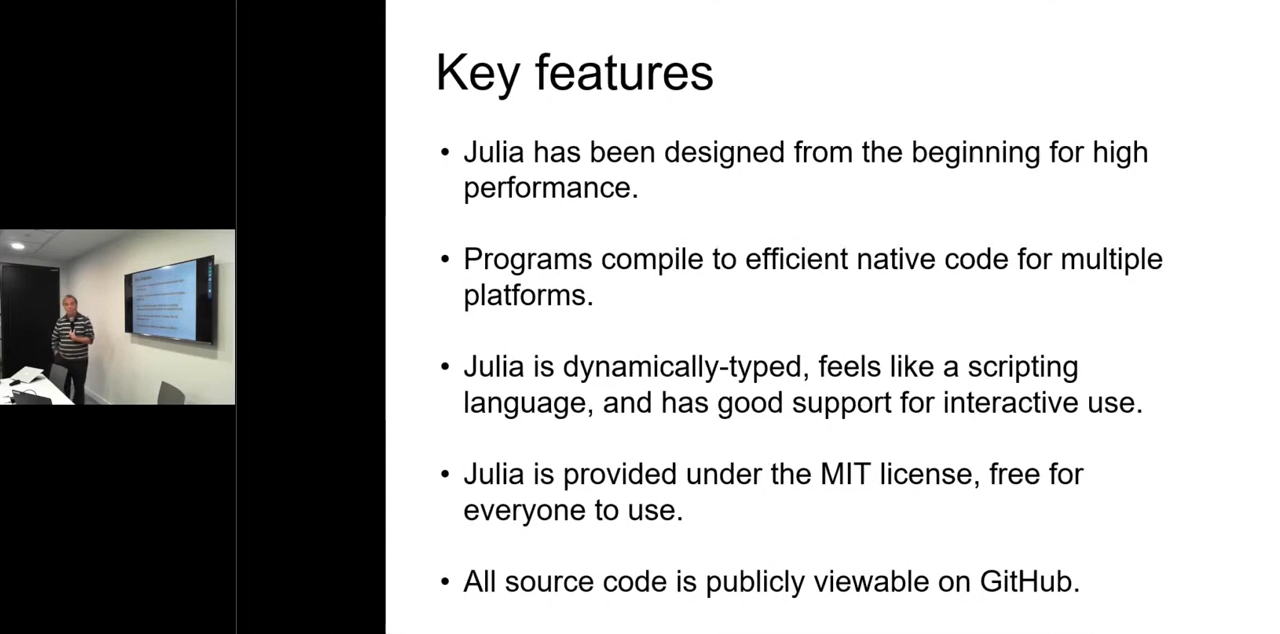 Key features
• Julia has been designed from the beginning for high
performance.
• Programs compile to efficient native code for multiple
platforms.
• Julia is dynamically-typed, feels like a scripting
language, and has good support for interactive use.
• Julia is provided under the MIT license, free for
everyone to use.
• All source code is publicly viewable on GitHub.